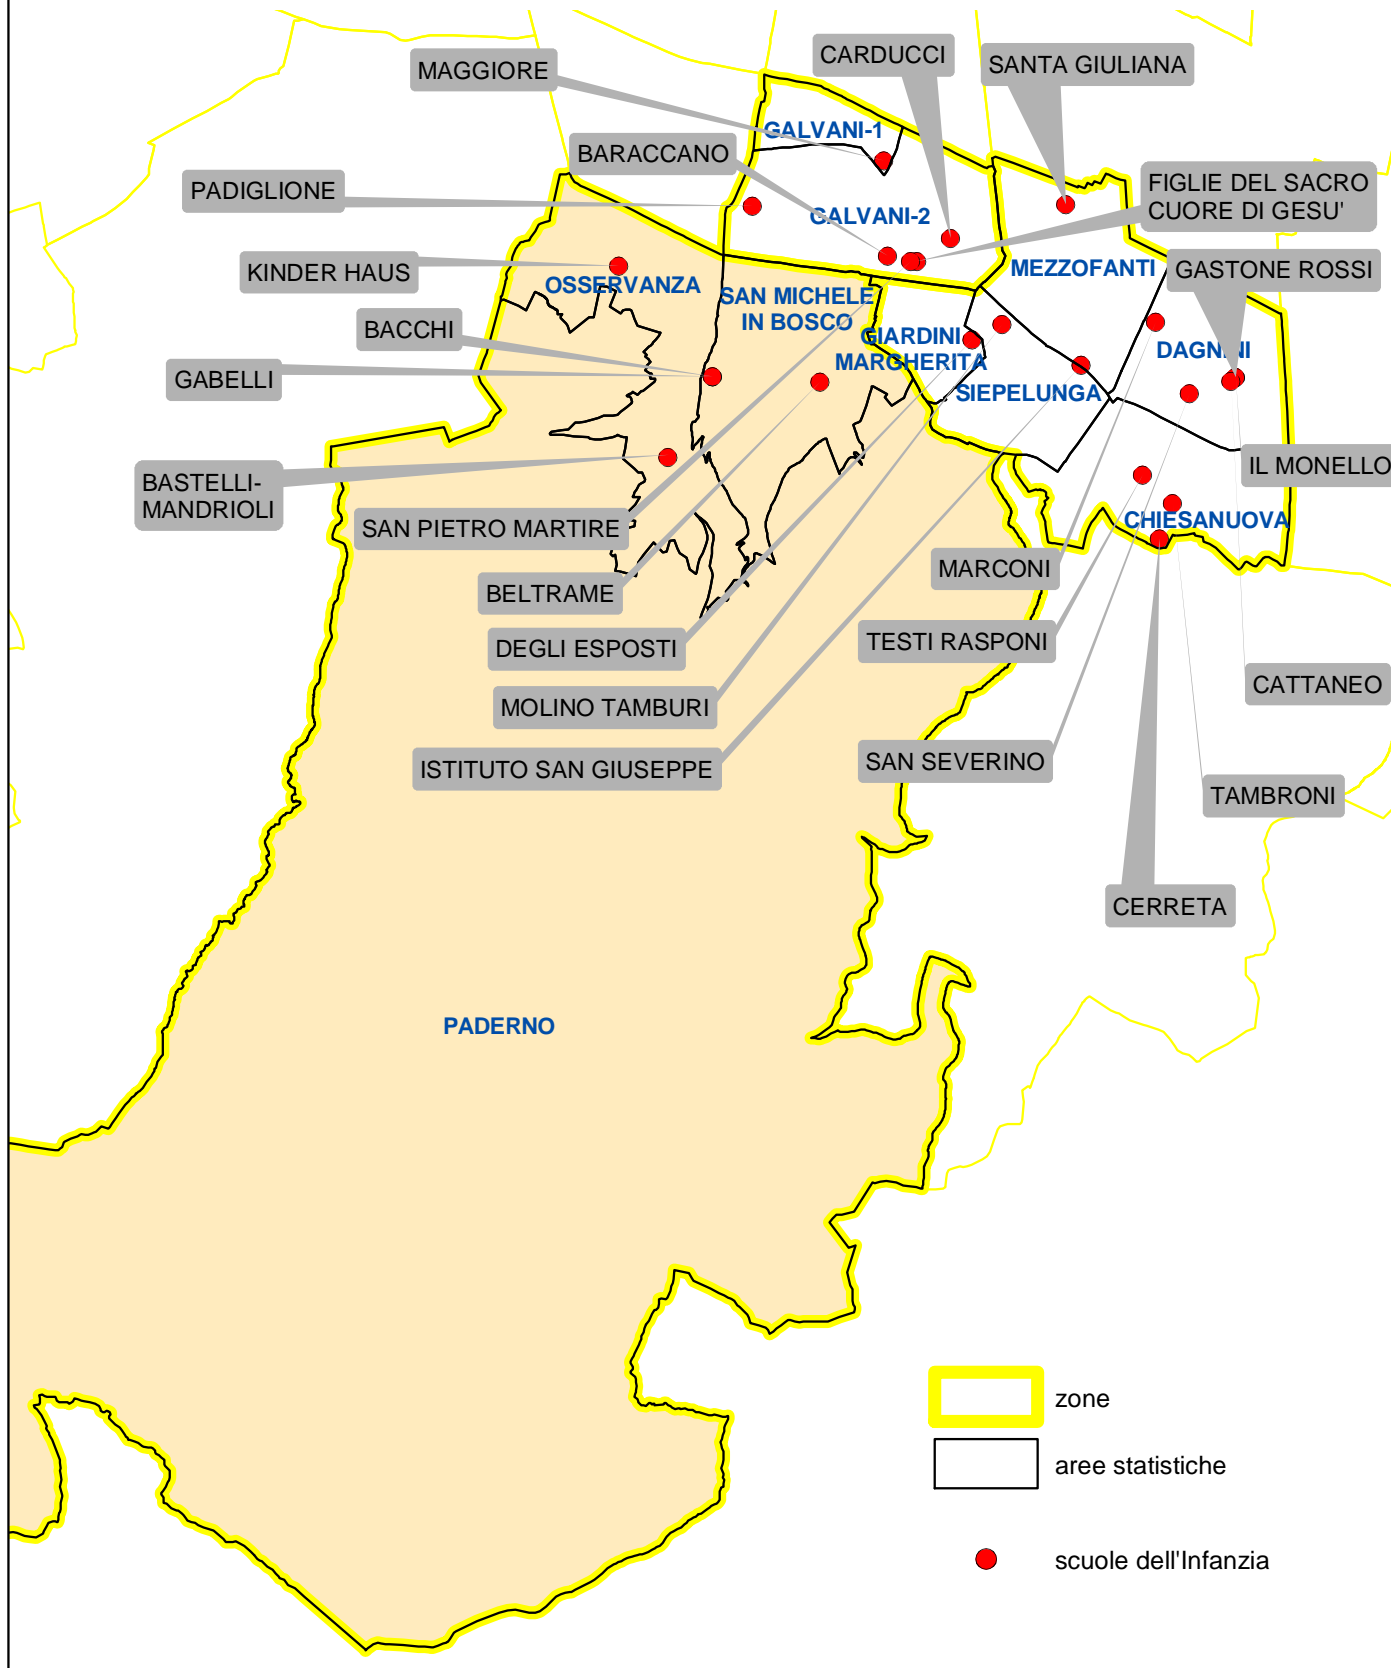 CARDUCCI
MAGGIORE
SANTA GIULIANA
GALVANI-1
BARACCANO
FIGLIE DEL SACRO
CUORE DI GESU'
PADIGLIONE
GALVANI-2
MEZZOFANTI
GASTONE ROSSI
KINDER HAUS
OSSERVANZA
SAN MICHELE
IN BOSCO
BACCHI
GIARDINI
MARGHERITA
DAGNINI
GABELLI
SIEPELUNGA
IL MONELLO
BASTELLI-
MANDRIOLI
SAN PIETRO MARTIRE
CHIESANUOVA
MARCONI
BELTRAME
DEGLI ESPOSTI
TESTI RASPONI
CATTANEO
MOLINO TAMBURI
ISTITUTO SAN GIUSEPPE
SAN SEVERINO
TAMBRONI
CERRETA
PADERNO
zone
aree statistiche
scuole dell'Infanzia